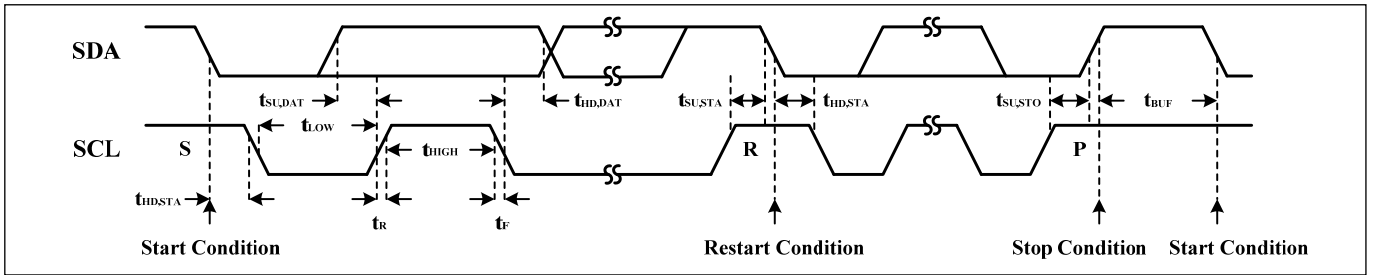 SDA
tSU,DAT
tHD,DAT
tSU,STA
tHD,STA
tSU,STO
tBUF
tLOW
SCL
S
tHIGH
R
P
tHD,STA
tR
tF
Start Condition
Restart Condition
Stop Condition
Start Condition